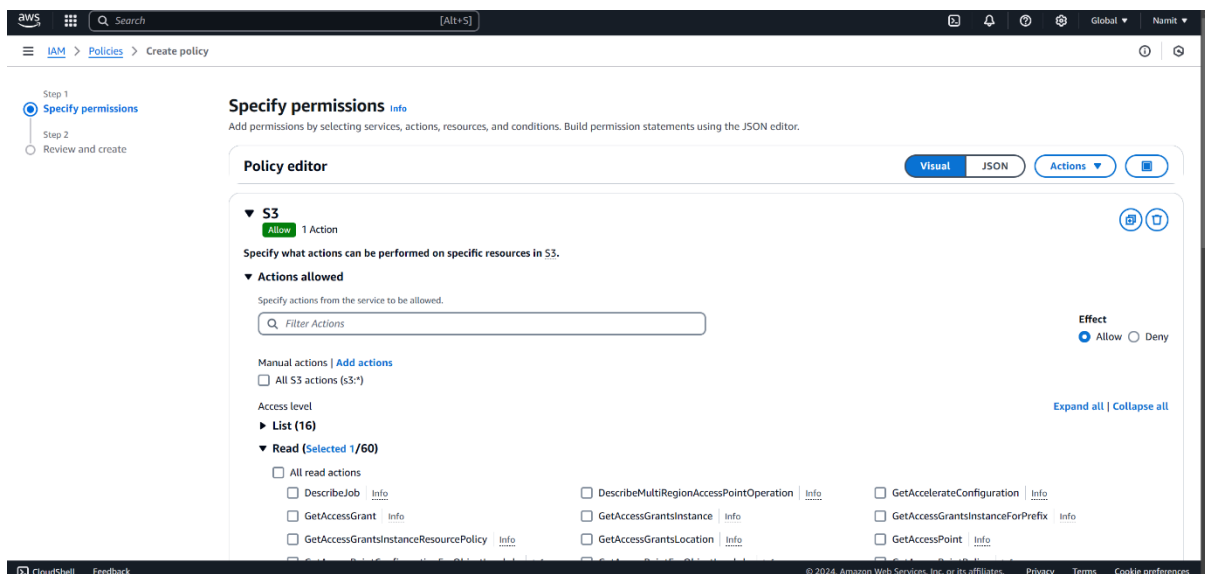 aws Search [Alt+S] Global Namit
IAM > Policies > Create policy
Step 1
Specify permissions
Step 2
Review and create
Specify permissions Info
Add permissions by selecting services, actions, resources, and conditions. Build permission statements using the JSON editor.
Policy editor Visual JSON Actions
S3
Allow 1 Action
Specify what actions can be performed on specific resources in S3.
Actions allowed
Specify actions from the service to be allowed.
Filter Actions
Effect
Allow Deny
Manual actions | Add actions
All S3 actions (s3:*)
Access level Expand all | Collapse all
List (16)
Read (Selected 1/60)
All read actions
DescribeJob Info DescribeMultiRegionAccessPointOperation Info GetAccelerateConfiguration Info
GetAccessGrant Info GetAccessGrantsInstance Info GetAccessGrantsInstanceForPrefix Info
GetAccessGrantsInstanceResourcePolicy Info GetAccessGrantsLocation Info GetAccessPoint Info
CloudShell Feedback © 2024, Amazon Web Services, Inc. or its affiliates. Privacy Terms Cookie preferences